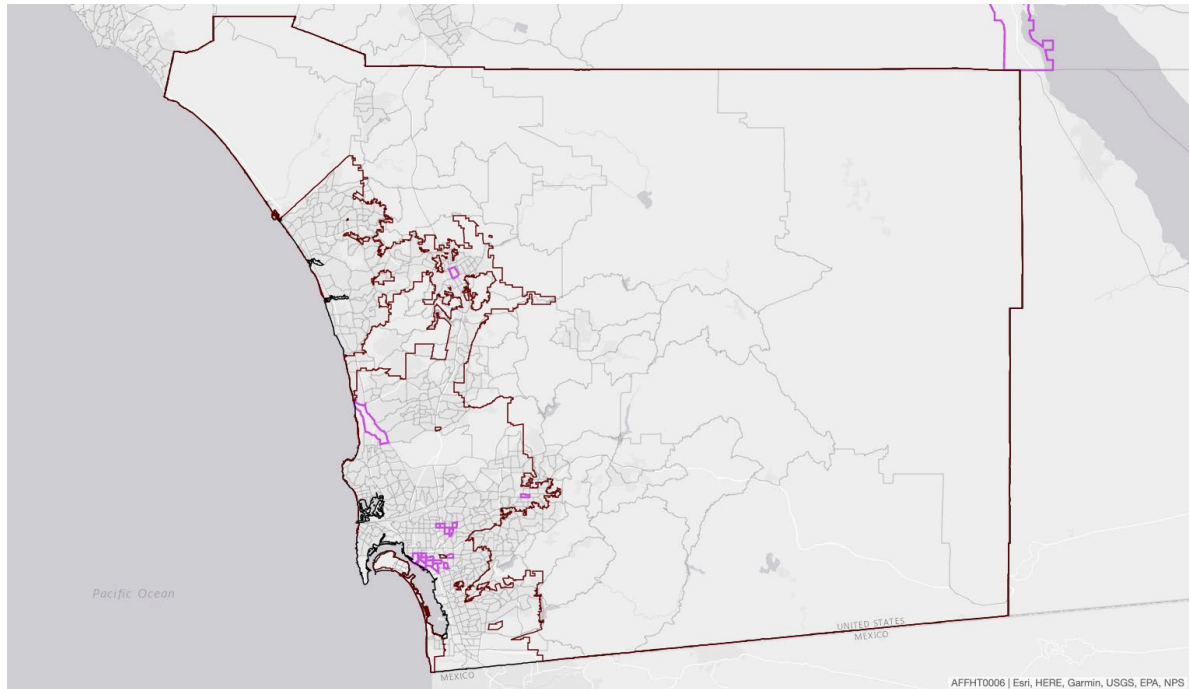 Pacific Ocean
UNITED STATES
MEXICO
MEXICO
AFFHT0006 | Esri, HERE, Garmin, USGS, EPA, NPS